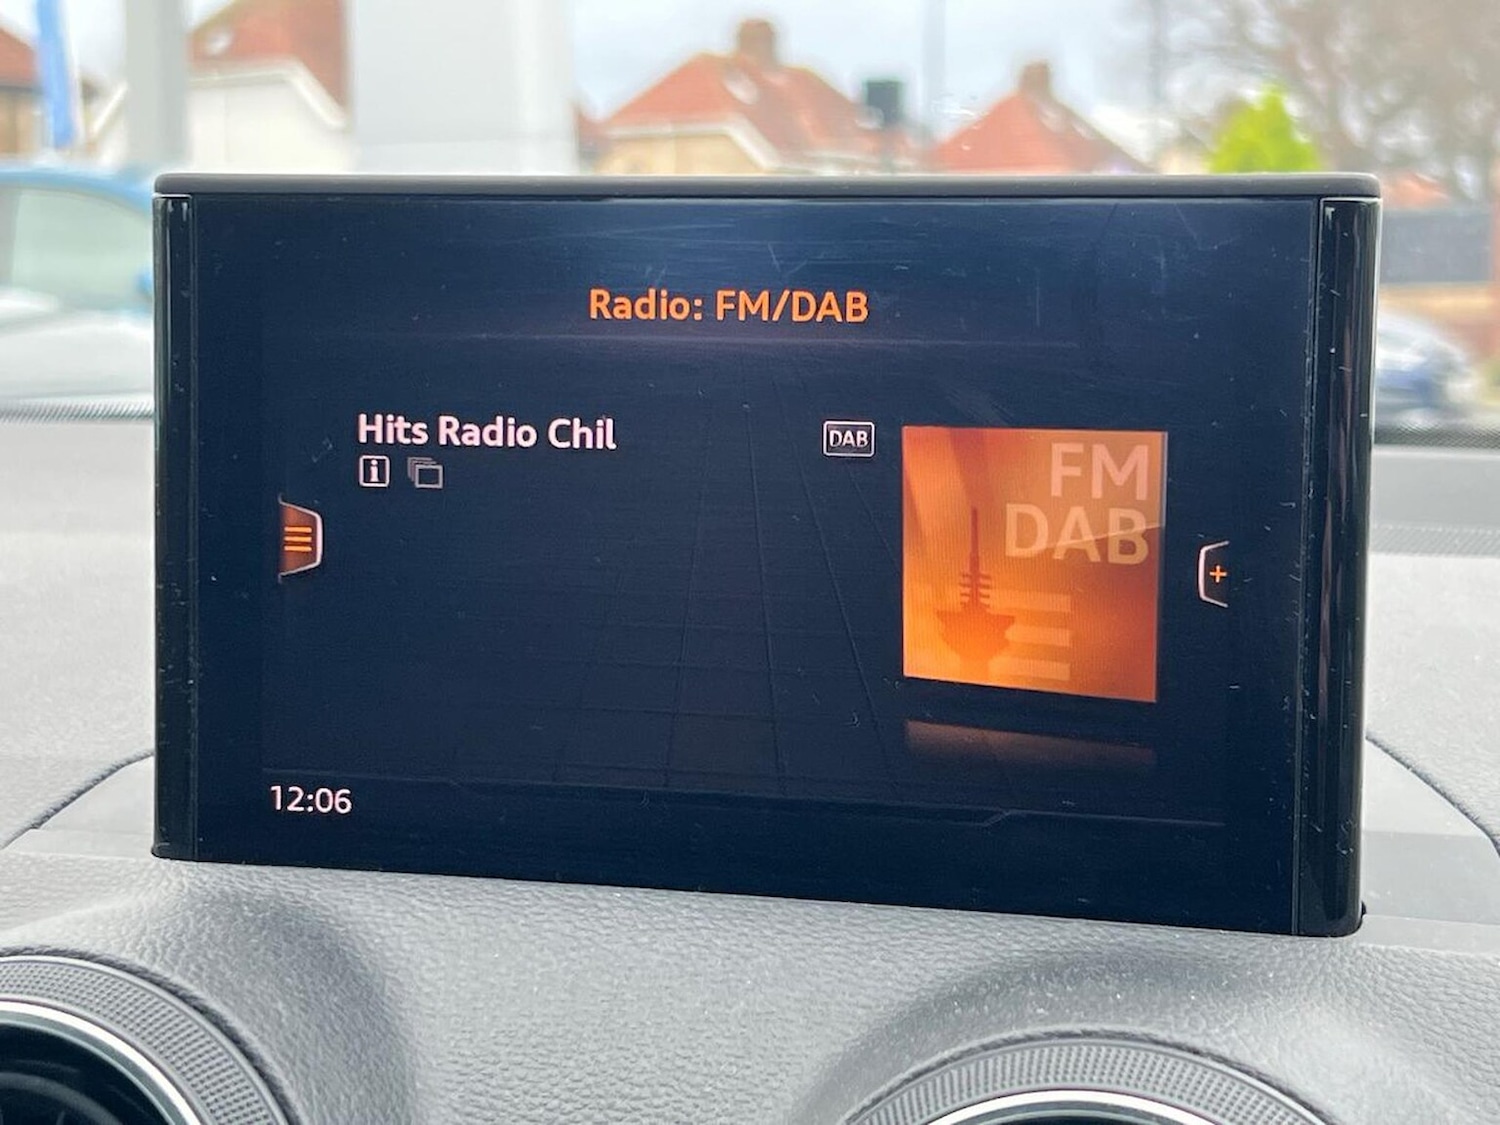 Radio: FM/DAB
Hits Radio Chil
DAB
FM
DAB
12:06